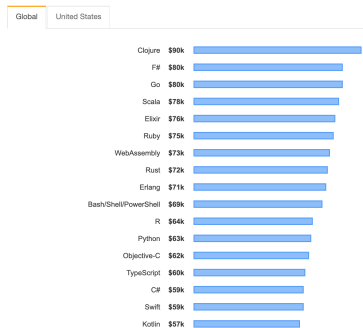 Global United States
Clojure $90k
F# $80k
Go $80k
Scala $78k
Elixir $76k
Ruby $75k
WebAssembly $73k
Rust $72k
Erlang $71k
Bash/Shell/PowerShell $69k
R $64k
Python $63k
Objective-C $62k
TypeScript $60k
C# $59k
Swift $59k
Kotlin $57k